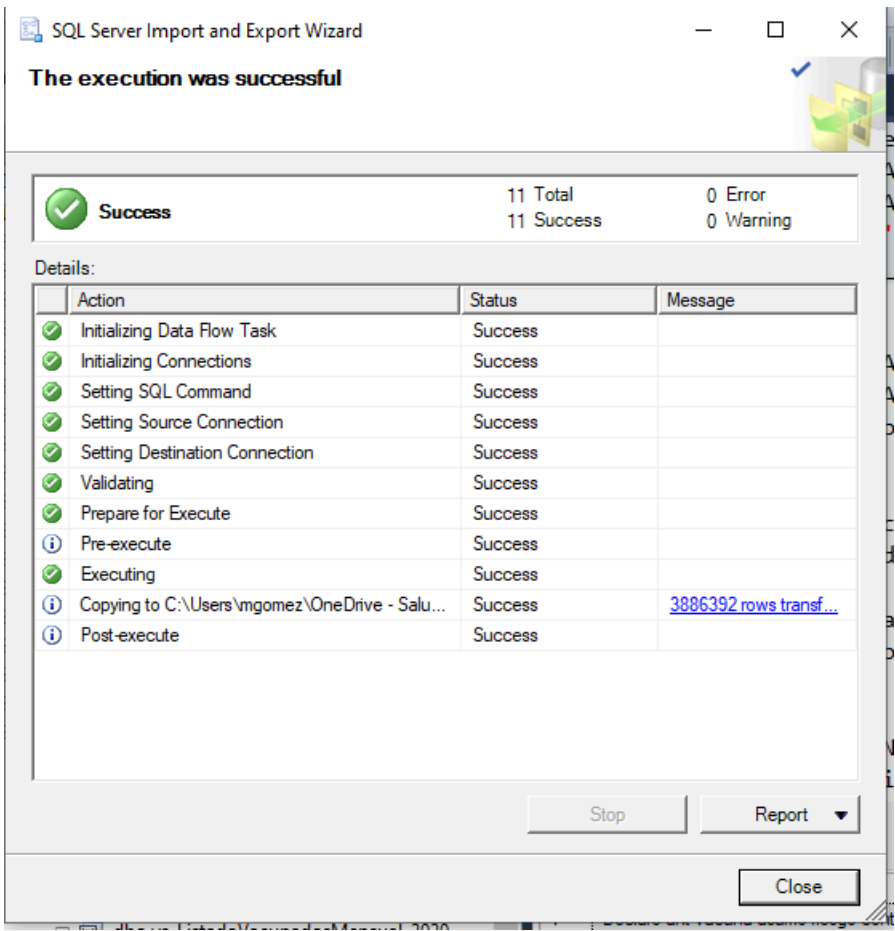 SQL Server Import and Export Wizard
The execution was successful
Success
11 Total 0 Error
11 Success 0 Warning
Details:
Action Status Message
Initializing Data Flow Task Success
Initializing Connections Success
Setting SQL Command Success
Setting Source Connection Success
Setting Destination Connection Success
Validating Success
Prepare for Execute Success
Pre-execute Success
Executing Success
Copying to C:\Users\mgomez\OneDrive - Salu... Success 3886392 rows transf...
Post-execute Success
Stop Report
Close